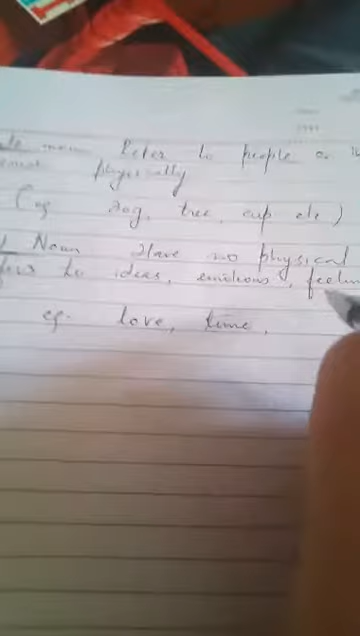 noun Refer to people or
physically
(eg dog, tree, cup etc)
Noun Have no physical
to ideas, emotions, feelin
eg. love, time,